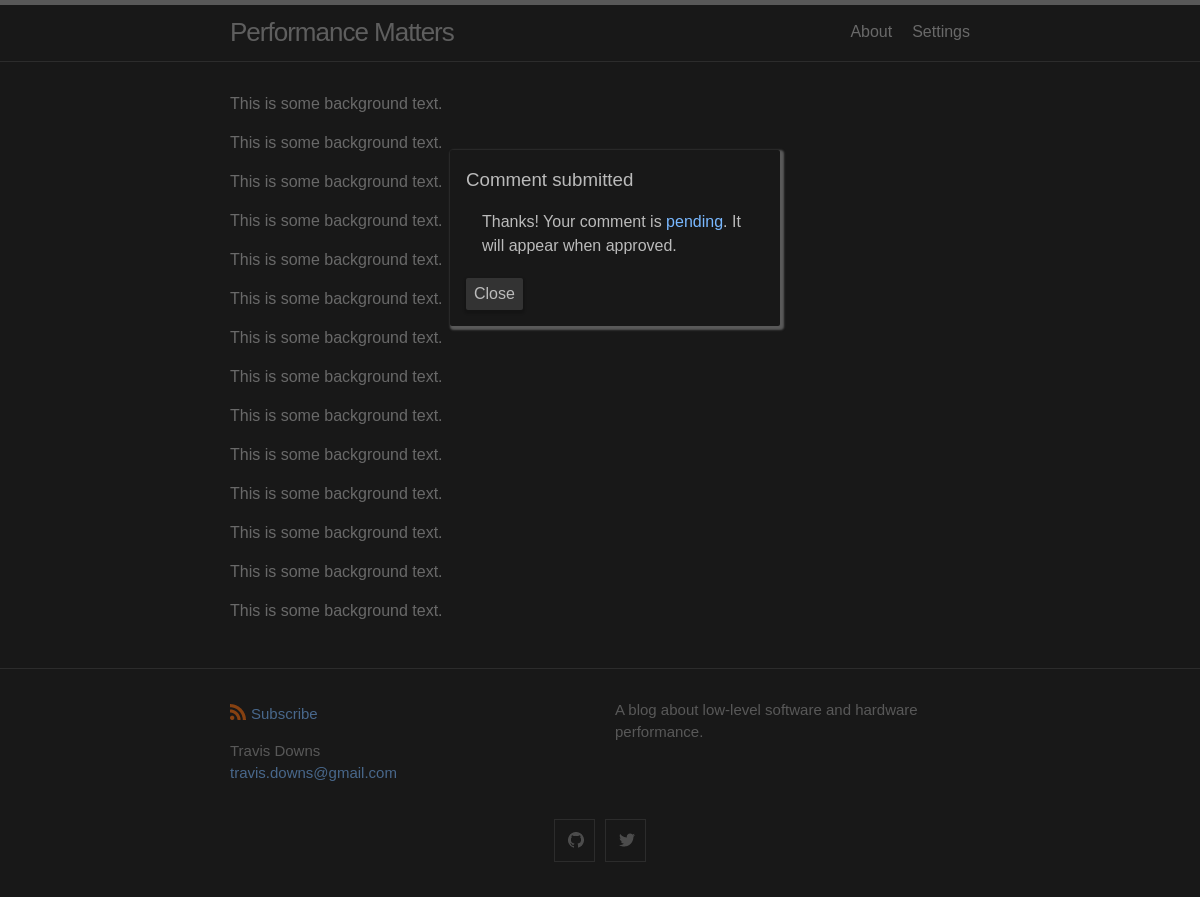 Performance Matters
About Settings
This is some background text.
This is some background text.
This is some background text.
This is some background text.
This is some background text.
This is some background text.
This is some background text.
This is some background text.
This is some background text.
This is some background text.
This is some background text.
This is some background text.
This is some background text.
This is some background text.
Comment submitted
Thanks! Your comment is pending. It
will appear when approved.
Close
Subscribe
Travis Downs
travis.downs@gmail.com
A blog about low-level software and hardware
performance.